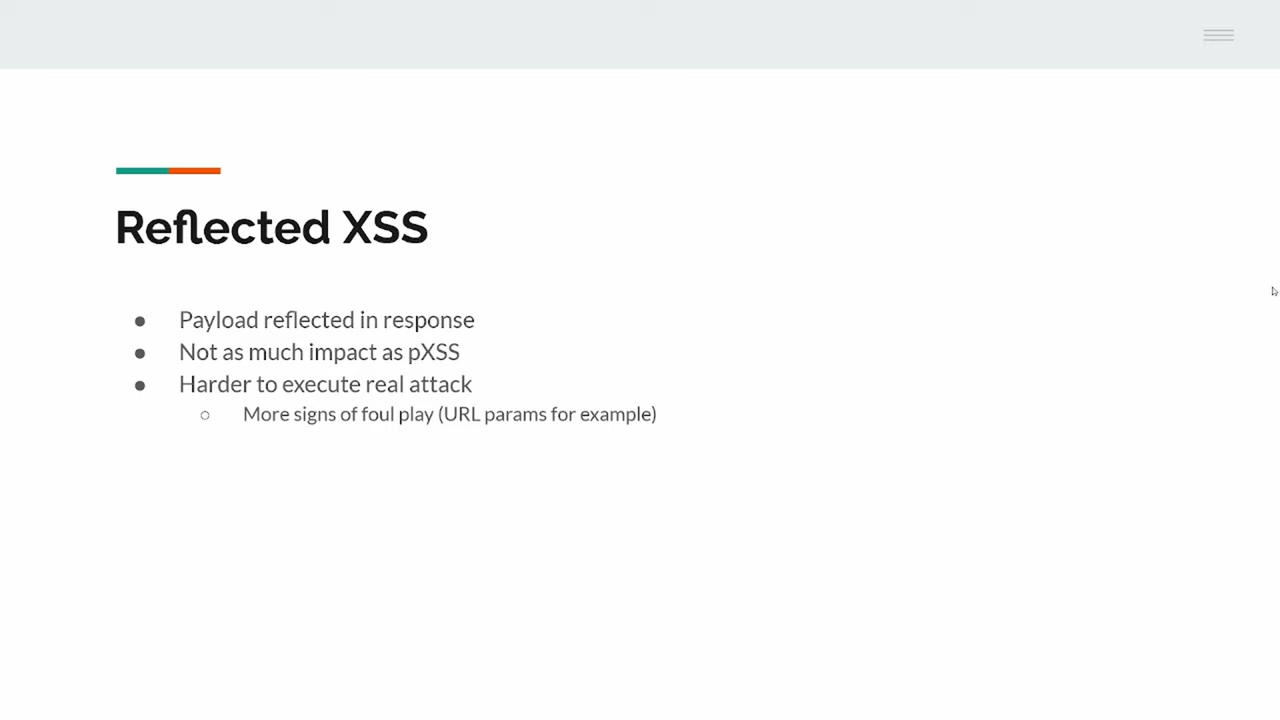 Reflected XSS
● Payload reflected in response
● Not as much impact as pXSS
● Harder to execute real attack
○ More signs of foul play (URL params for example)